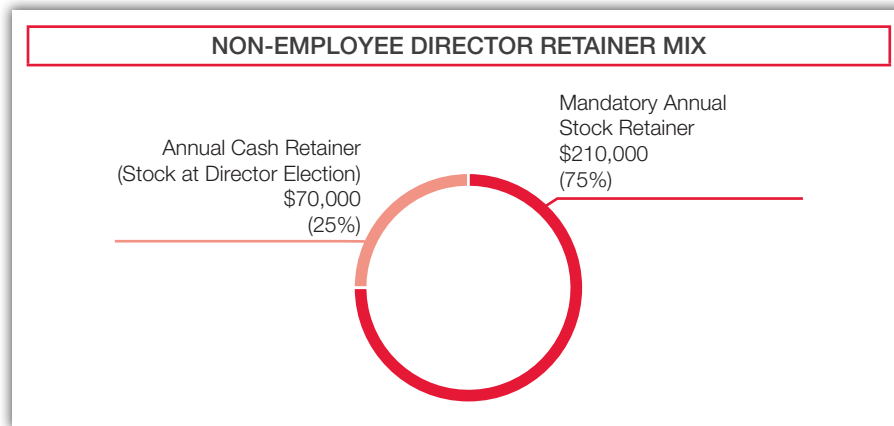 NON-EMPLOYEE DIRECTOR RETAINER MIX
Annual Cash Retainer
(Stock at Director Election)
$70,000
(25%)
Mandatory Annual
Stock Retainer
$210,000
(75%)